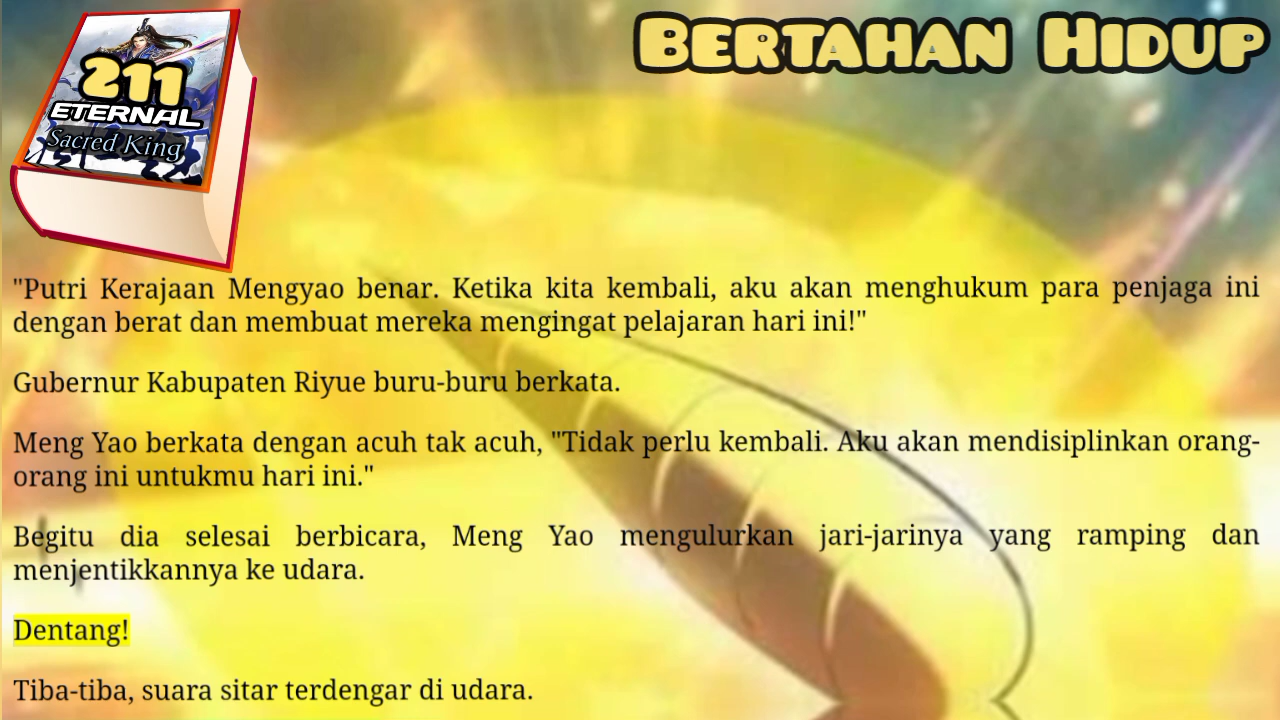 211
ETERNAL
Sacred King
BERTAHAN HIDUP
"Putri Kerajaan Mengyao benar. Ketika kita kembali, aku akan menghukum para penjaga ini
dengan berat dan membuat mereka mengingat pelajaran hari ini!"
Gubernur Kabupaten Riyue buru-buru berkata.
Meng Yao berkata dengan acuh tak acuh, "Tidak perlu kembali. Aku akan mendisiplinkan orang-
orang ini untukmu hari ini."
Begitu dia selesai berbicara, Meng Yao mengulurkan jari-jarinya yang ramping dan
menjentikkannya ke udara.
Dentang!
Tiba-tiba, suara sitar terdengar di udara.